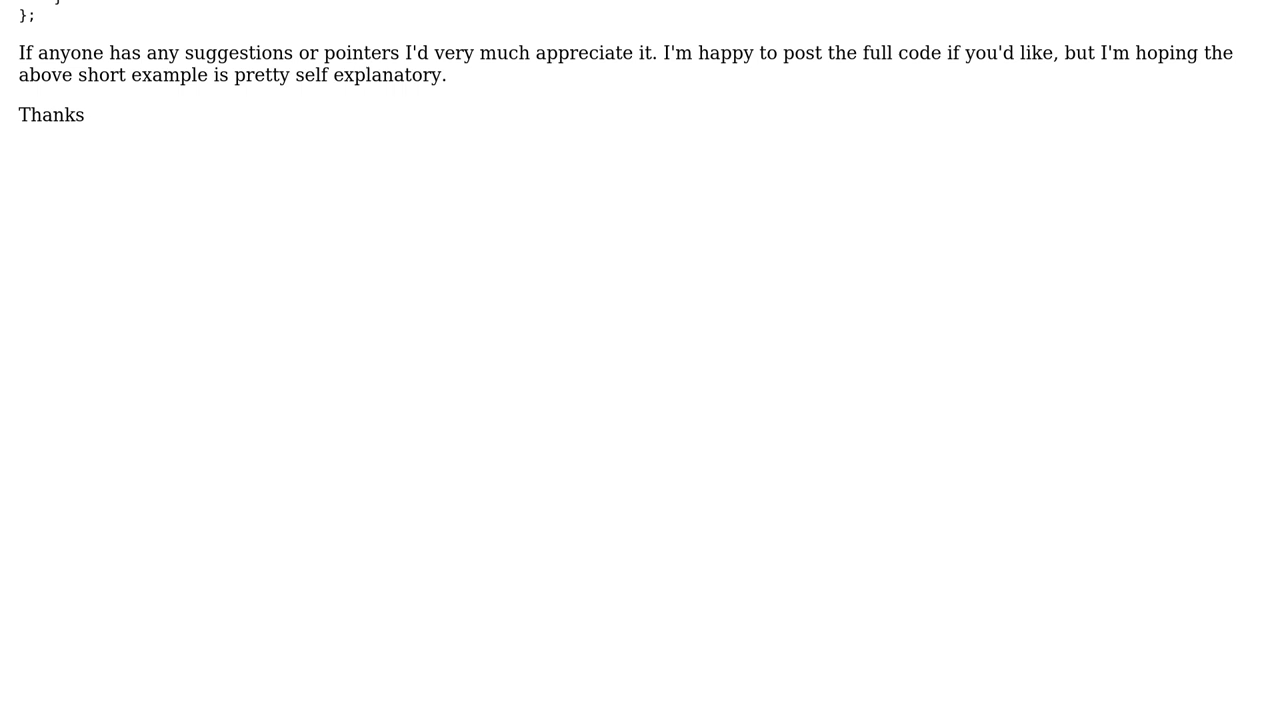 }
};
If anyone has any suggestions or pointers I'd very much appreciate it. I'm happy to post the full code if you'd like, but I'm hoping the
above short example is pretty self explanatory.
Thanks